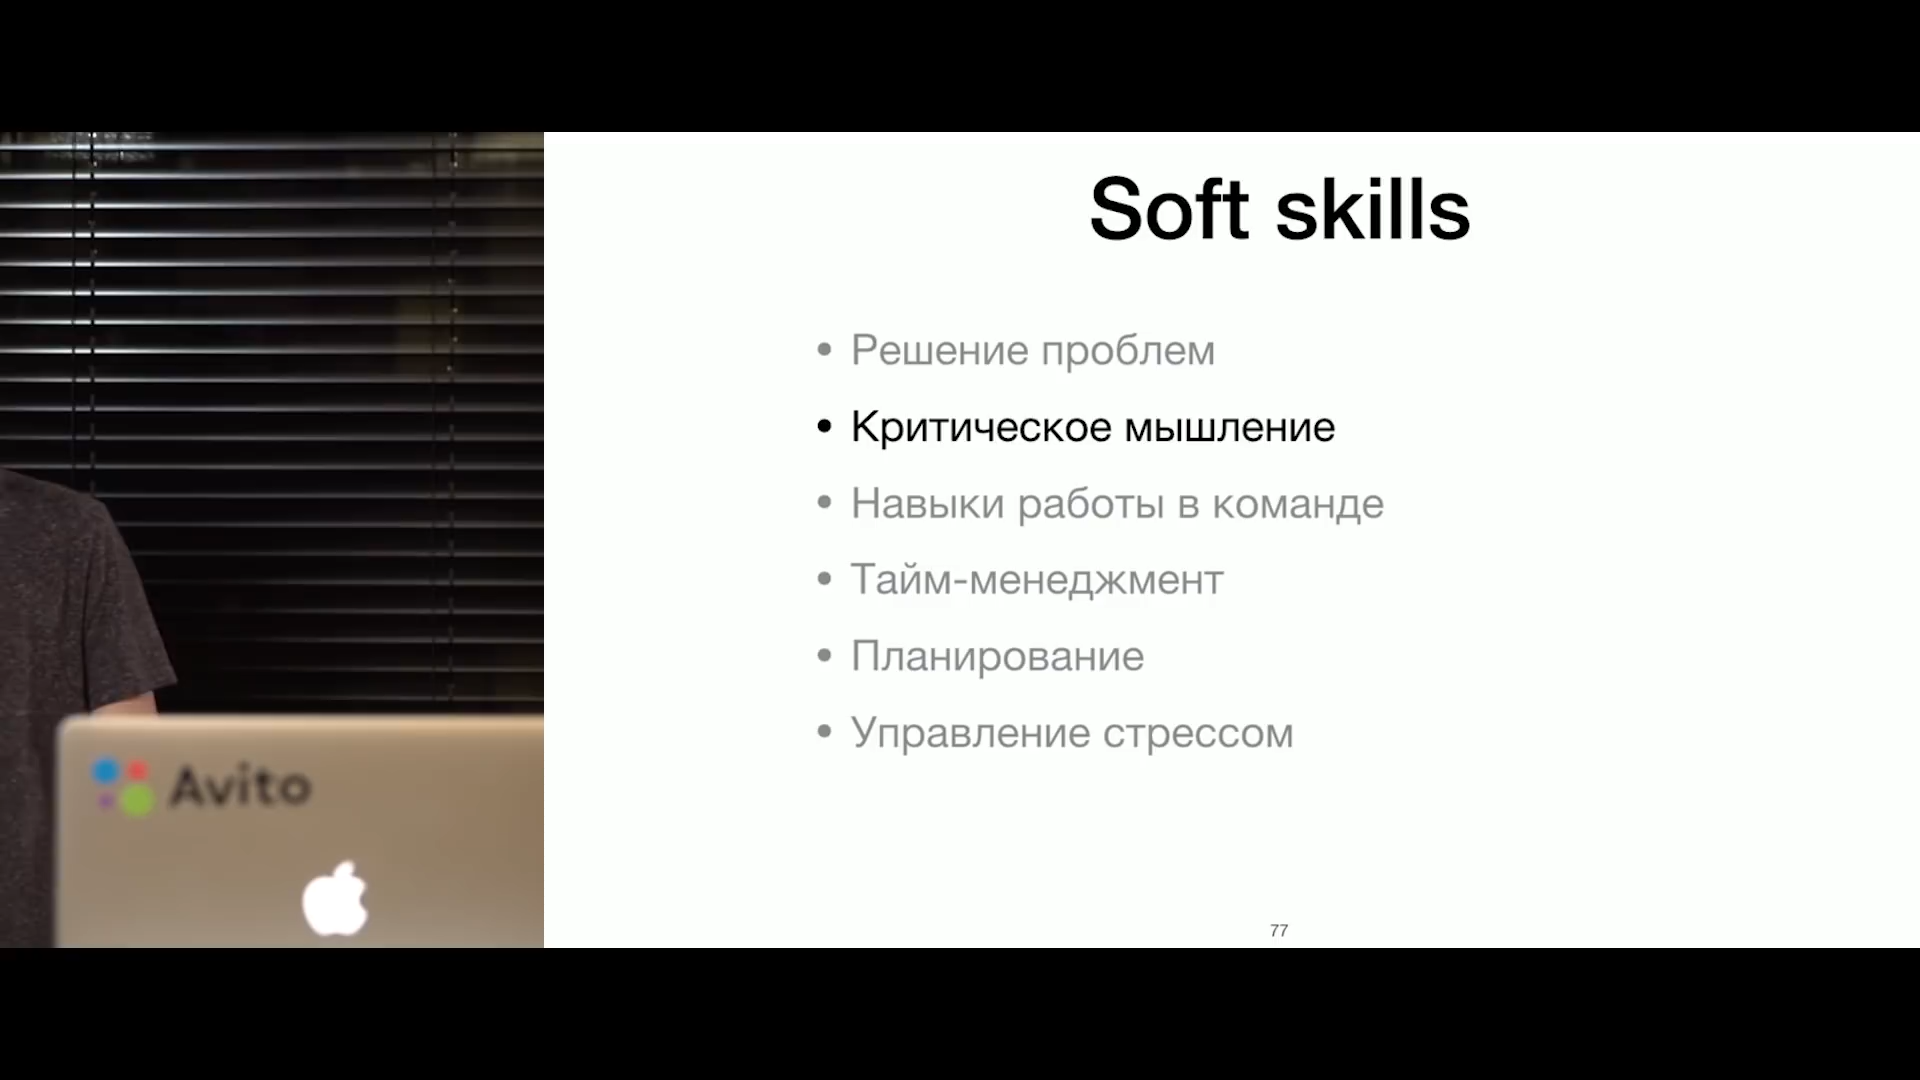 Soft skills
• Решение проблем
• Критическое мышление
• Навыки работы в команде
• Тайм-менеджмент
• Планирование
• Управление стрессом
Avito
77